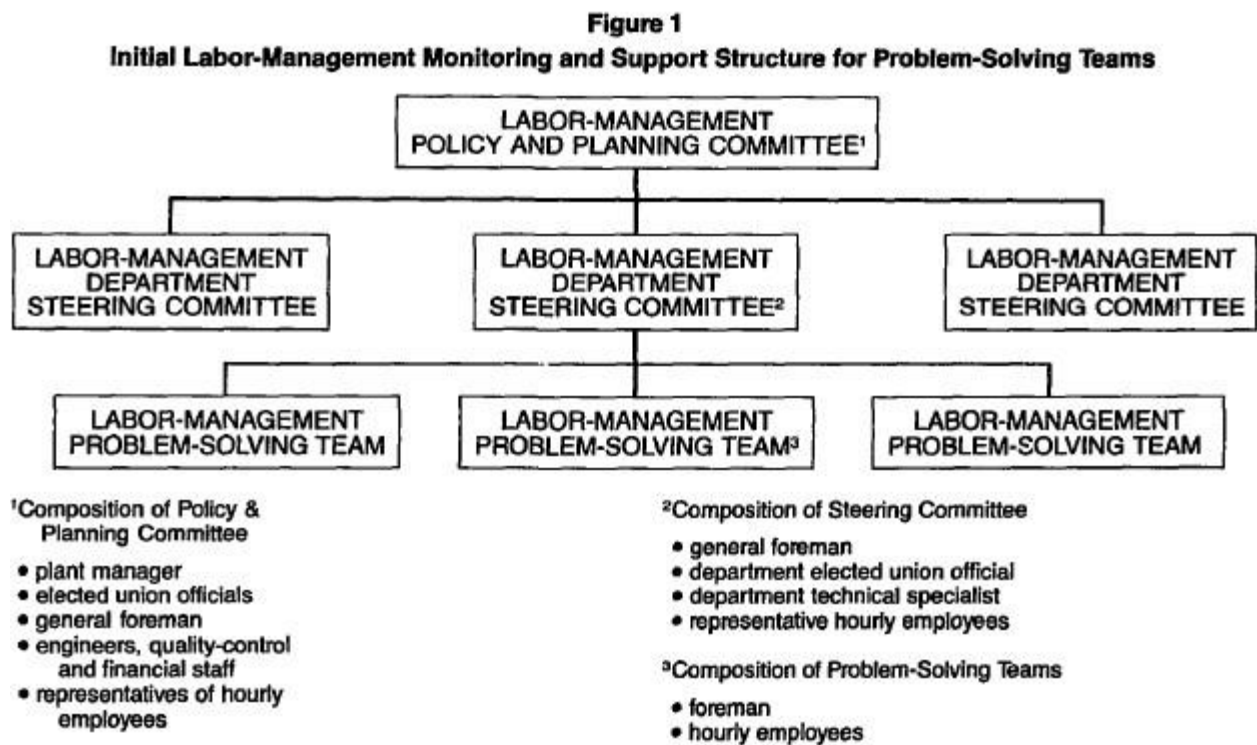 Figure 1
Initial Labor-Management Monitoring and Support Structure for Problem-Solving Teams
LABOR-MANAGEMENT
POLICY AND PLANNING COMMITTEE¹
LABOR-MANAGEMENT
DEPARTMENT
STEERING COMMITTEE
LABOR-MANAGEMENT
DEPARTMENT
STEERING COMMITTEE²
LABOR-MANAGEMENT
DEPARTMENT
STEERING COMMITTEE
LABOR-MANAGEMENT
PROBLEM-SOLVING TEAM
LABOR-MANAGEMENT
PROBLEM-SOLVING TEAM³
LABOR-MANAGEMENT
PROBLEM-SOLVING TEAM
¹Composition of Policy &
Planning Committee
• plant manager
• elected union officials
• general foreman
• engineers, quality-control
and financial staff
• representatives of hourly
employees
²Composition of Steering Committee
• general foreman
• department elected union official
• department technical specialist
• representative hourly employees
³Composition of Problem-Solving Teams
• foreman
• hourly employees